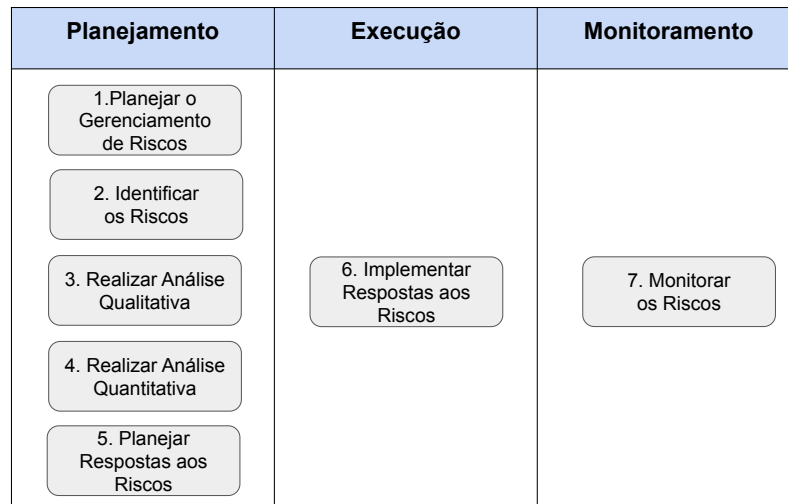 Planejamento
Execução
Monitoramento
1.Planejar o
Gerenciamento
de Riscos
2. Identificar
os Riscos
3. Realizar Análise
Qualitativa
4. Realizar Análise
Quantitativa
5. Planejar
Respostas aos
Riscos
6. Implementar
Respostas aos
Riscos
7. Monitorar
os Riscos